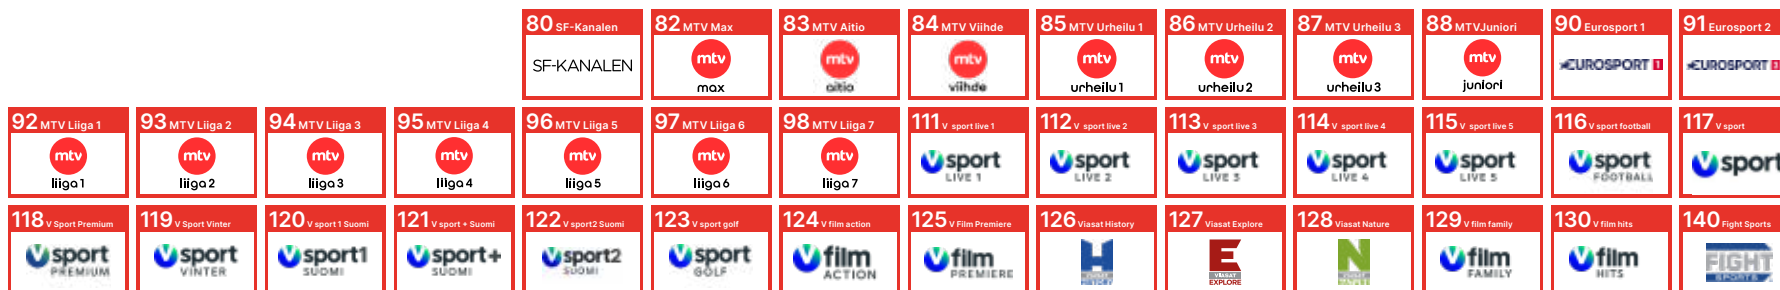 80 SF-Kanalen
SF-KANALEN
82 MTV Max
mtv
max
83 MTV Aitio
mtv
aitio
84 MTV Viihde
mtv
viihde
85 MTV Urheilu 1
mtv
urheilu 1
86 MTV Urheilu 2
mtv
urheilu 2
87 MTV Urheilu 3
mtv
urheilu 3
88 MTVJuniori
mtv
juniori
90 Eurosport 1
EUROSPORT 1
91 Eurosport 2
EUROSPORT 2
92 MTV Liiga 1
mtv
liiga 1
93 MTV Liiga 2
mtv
liiga 2
94 MTV Liiga 3
mtv
liiga 3
95 MTV Liiga 4
mtv
liiga 4
96 MTV Liiga 5
mtv
liiga 5
97 MTV Liiga 6
mtv
liiga 6
98 MTV Liiga 7
mtv
liiga 7
111 V sport live 1
V sport
LIVE 1
112 V sport live 2
V sport
LIVE 2
113 V sport live 3
V sport
LIVE 3
114 V sport live 4
V sport
LIVE 4
115 V sport live 5
V sport
LIVE 5
116 V sport football
V sport
FOOTBALL
117 V sport
V sport
118 V Sport Premium
V sport
PREMIUM
119 V Sport Vinter
V sport
VINTER
120 V sport 1 Suomi
V sport1
SUOMI
121 V sport + Suomi
V sport+
SUOMI
122 V sport2 Suomi
V sport2
SUOMI
123 V sport golf
V sport
GOLF
124 V film action
V film
ACTION
125 V Film Premiere
V film
PREMIERE
126 Viasat History
H
VIASAT
HISTORY
127 Viasat Explore
E
VIASAT
EXPLORE
128 Viasat Nature
N
VIASAT
NATURE
129 V film family
V film
FAMILY
130 V film hits
V film
HITS
140 Fight Sports
FIGHT
SPORTS